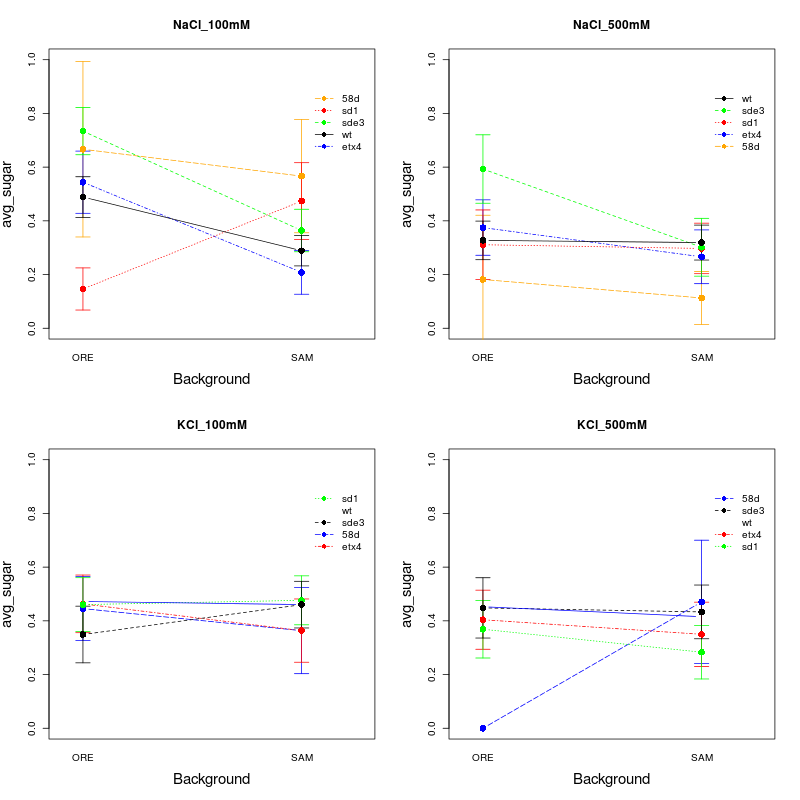 NaCl_100mM
avg_sugar
1.0
0.8
0.6
0.4
0.2
0.0
58d
sd1
sde3
wt
etx4
ORE SAM
Background
NaCl_500mM
avg_sugar
1.0
0.8
0.6
0.4
0.2
0.0
wt
sde3
sd1
etx4
58d
ORE SAM
Background
KCl_100mM
avg_sugar
1.0
0.8
0.6
0.4
0.2
0.0
sd1
wt
sde3
58d
etx4
ORE SAM
Background
KCl_500mM
avg_sugar
1.0
0.8
0.6
0.4
0.2
0.0
58d
sde3
wt
etx4
sd1
ORE SAM
Background